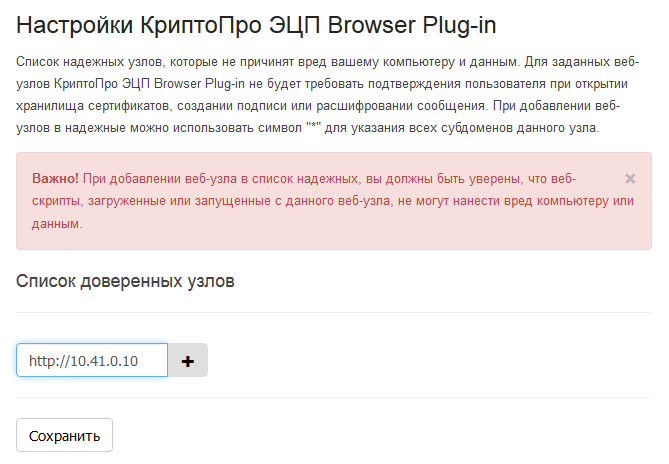 Настройки КриптоПро ЭЦП Browser Plug-in
Список надежных узлов, которые не причинят вред вашему компьютеру и данным. Для заданных веб-
узлов КриптоПро ЭЦП Browser Plug-in не будет требовать подтверждения пользователя при открытии
хранилища сертификатов, создании подписи или расшифровании сообщения. При добавлении веб-
узлов в надежные можно использовать символ "*" для указания всех субдоменов данного узла.
Важно! При добавлении веб-узла в список надежных, вы должны быть уверены, что веб-
скрипты, загруженные или запущенные с данного веб-узла, не могут нанести вред компьютеру или
данным.
×
Список доверенных узлов
http://10.41.0.10
+
Сохранить